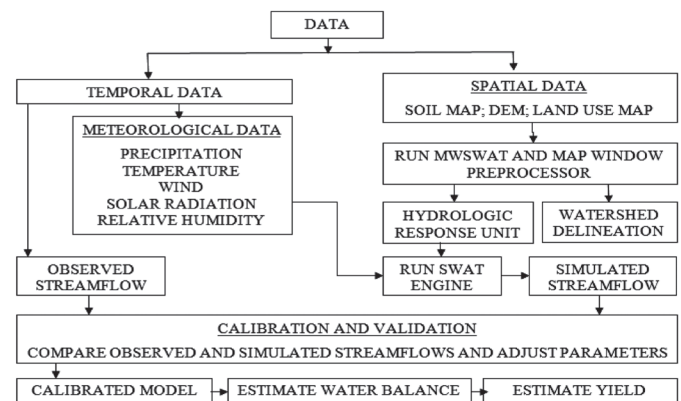 DATA
TEMPORAL DATA
SPATIAL DATA
SOIL MAP; DEM; LAND USE MAP
METEOROLOGICAL DATA
PRECIPITATION
TEMPERATURE
WIND
SOLAR RADIATION
RELATIVE HUMIDITY
RUN MWSWAT AND MAP WINDOW
PREPROCESSOR
HYDROLOGIC
RESPONSE UNIT
WATERSHED
DELINEATION
OBSERVED
STREAMFLOW
RUN SWAT
ENGINE
SIMULATED
STREAMFLOW
CALIBRATION AND VALIDATION
COMPARE OBSERVED AND SIMULATED STREAMFLOWS AND ADJUST PARAMETERS
CALIBRATED MODEL
ESTIMATE WATER BALANCE
ESTIMATE YIELD